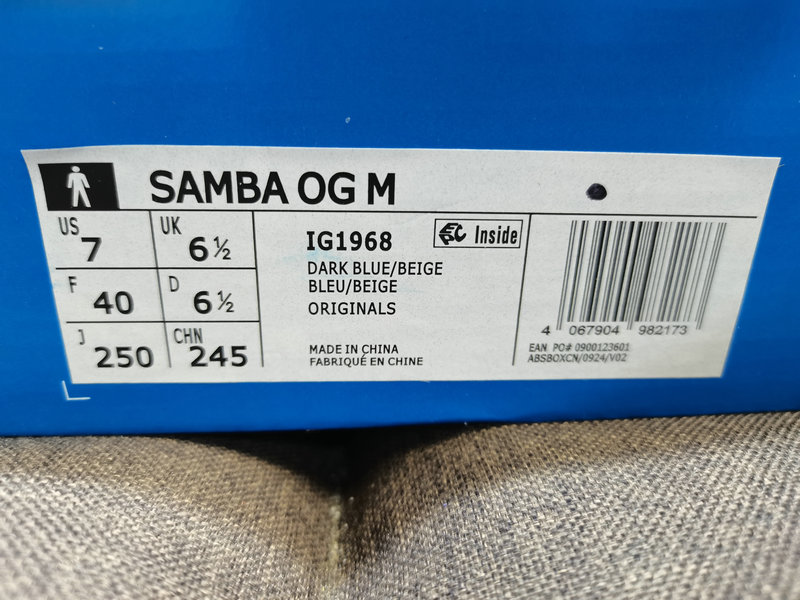 SAMBA OG M
US 7 UK 6½
F 40 D 6½
J 250 CHN 245
IG1968
EPC Inside
DARK BLUE/BEIGE
BLEU/BEIGE
ORIGINALS
MADE IN CHINA
FABRIQUÉ EN CHINE
4 067904 982173
EAN PO# 0900123601
ABSBOXCN/0924/V02